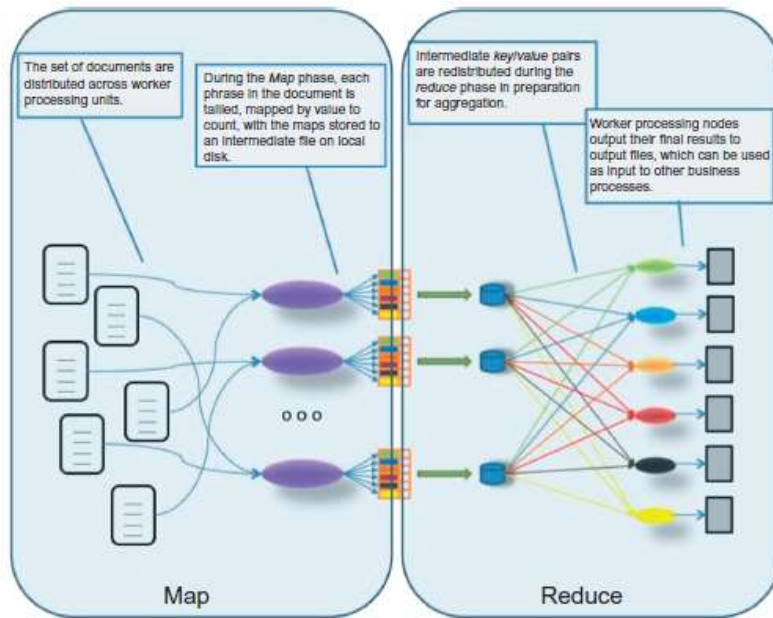 The set of documents are
distributed across worker
processing units.
During the Map phase, each
phrase in the document is
tallied, mapped by value to
count, with the maps stored to
an intermediate file on local
disk.
Intermediate key/value pairs
are redistributed during the
reduce phase in preparation
for aggregation.
Worker processing nodes
output their final results to
output files, which can be used
as input to other business
processes.
o o o
Map
Reduce